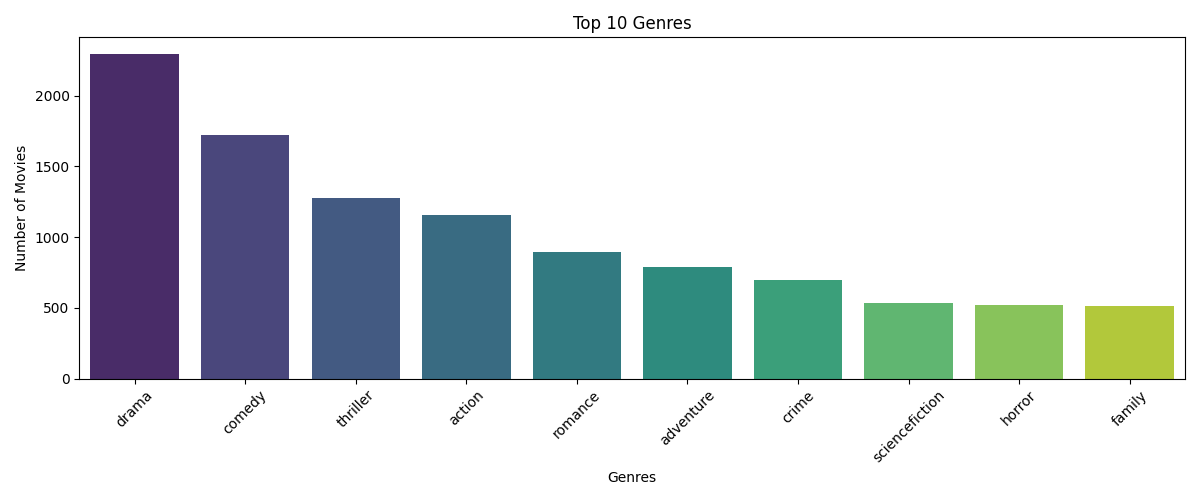 Top 10 Genres
Number of Movies
2000
1500
1000
500
0
drama
comedy
thriller
action
romance
adventure
crime
sciencefiction
horror
family
Genres